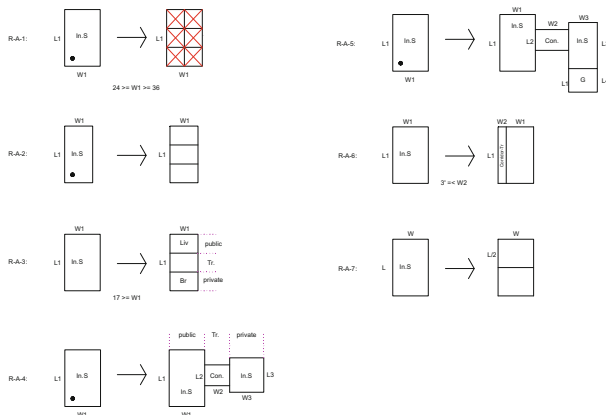 R-A-1:
L1
In.S
W1
L1
W1
24 >= W1 >= 36
R-A-2:
W1
L1
In.S
W1
L1
R-A-3:
W1
L1
In.S
W1
L1
Liv
Br
public
Tr.
private
17 >= W1
R-A-4:
L1
In.S
W1
public
Tr.
private
L1
In.S
W1
L2
Con.
W2
In.S
W3
L3
R-A-5:
L1
In.S
W1
W1
L1
In.S
W2
L2
Con.
W3
In.S
L1
G
R-A-6:
W1
L1
In.S
3' =< W2
W2
W1
L1
Corridor-Tr
R-A-7:
W
L
In.S
W
L/2